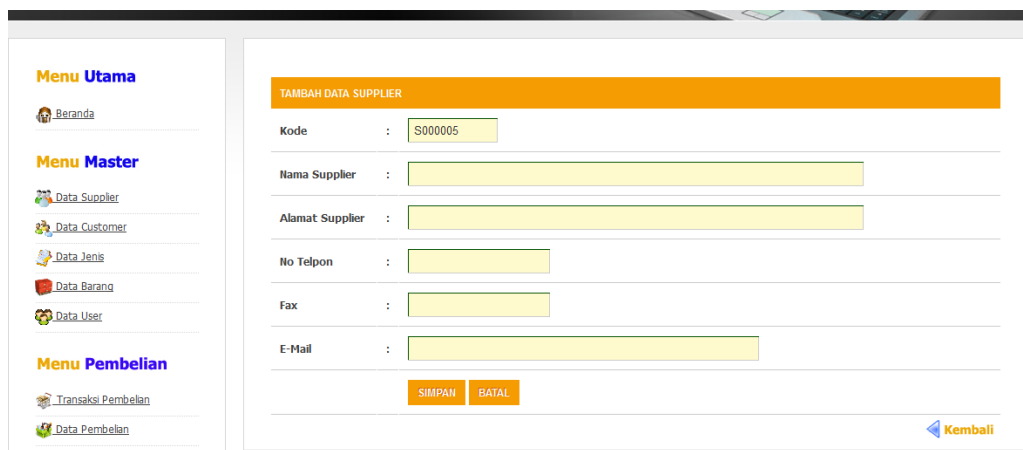 Menu Utama
Beranda
Menu Master
Data Supplier
Data Customer
Data Jenis
Data Barang
Data User
Menu Pembelian
Transaksi Pembelian
Data Pembelian
TAMBAH DATA SUPPLIER
Kode : S000005
Nama Supplier :
Alamat Supplier :
No Telpon :
Fax :
E-Mail :
SIMPAN BATAL
Kembali